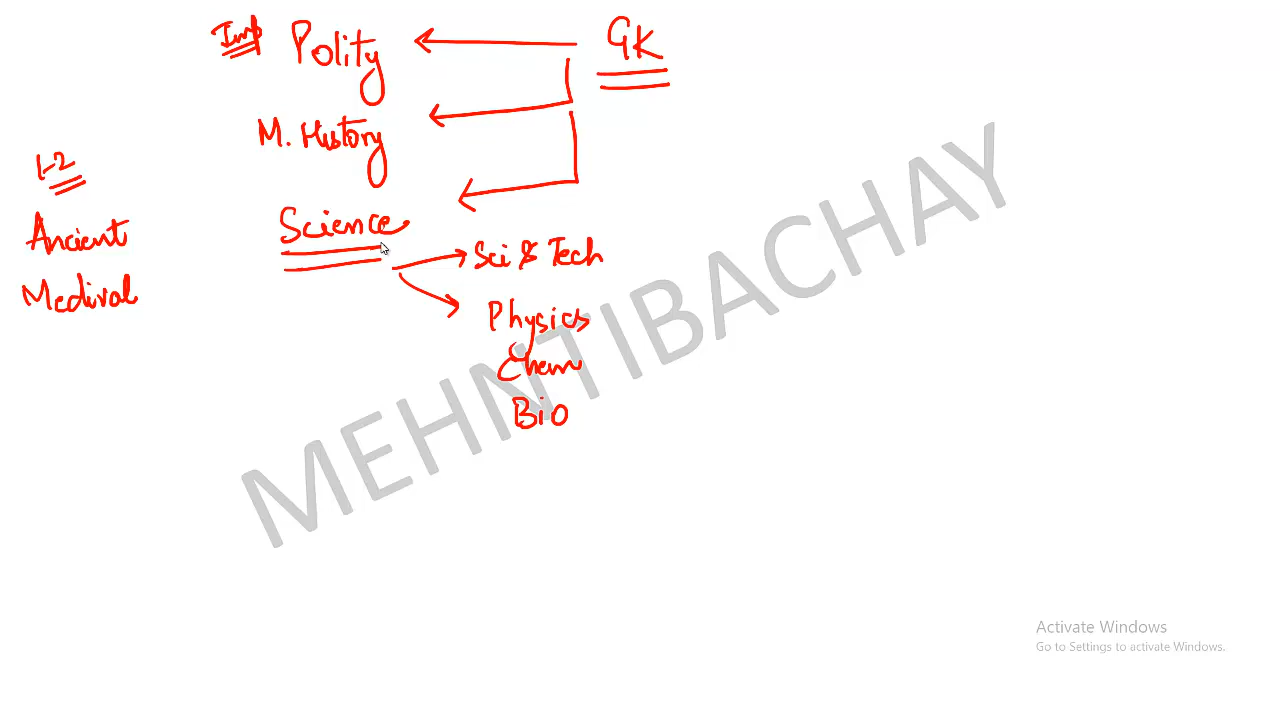 Imp Polity
GK
M. History
1-2
Science
Ancient
Sci & Tech
Medival
Physics
Chem
Bio
MEHNTIBACHAY
Activate Windows
Go to Settings to activate Windows.